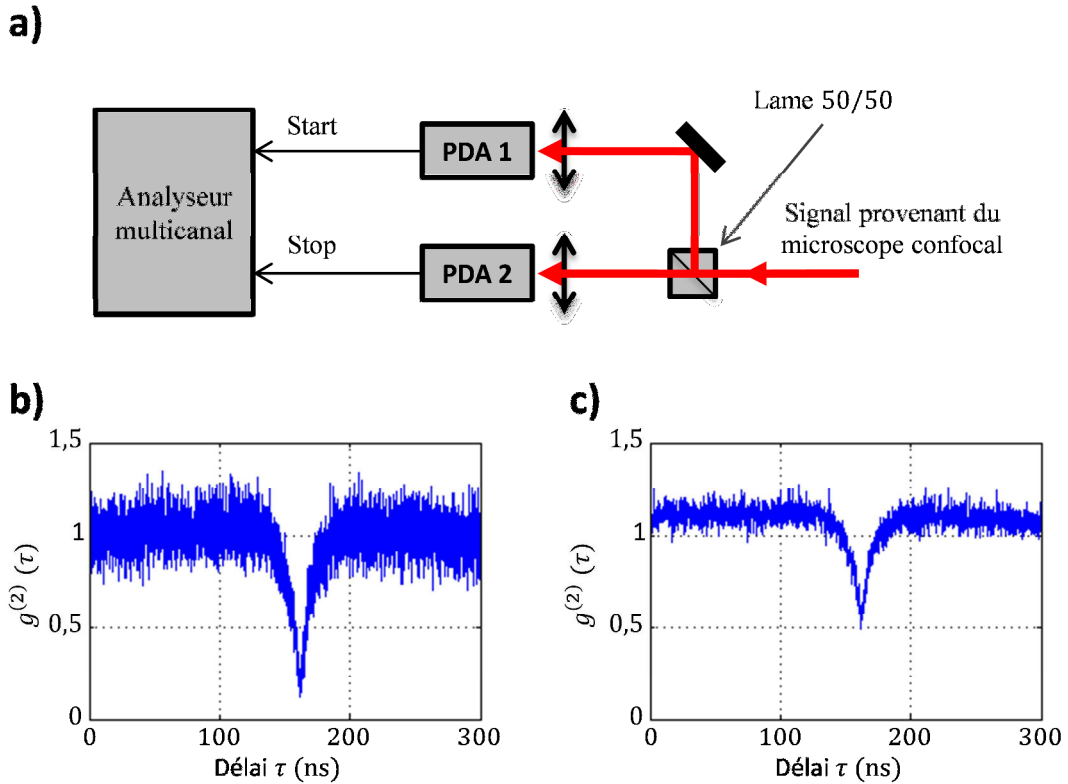 a)
Lame 50/50
Start
PDA 1
Analyseur
multicanal
Signal provenant du
microscope confocal
Stop
PDA 2
b)
1,5
1
0,5
0
g⁽²⁾ (τ)
0
100
200
300
Délai τ (ns)
c)
1,5
1
0,5
0
g⁽²⁾ (τ)
0
100
200
300
Délai τ (ns)